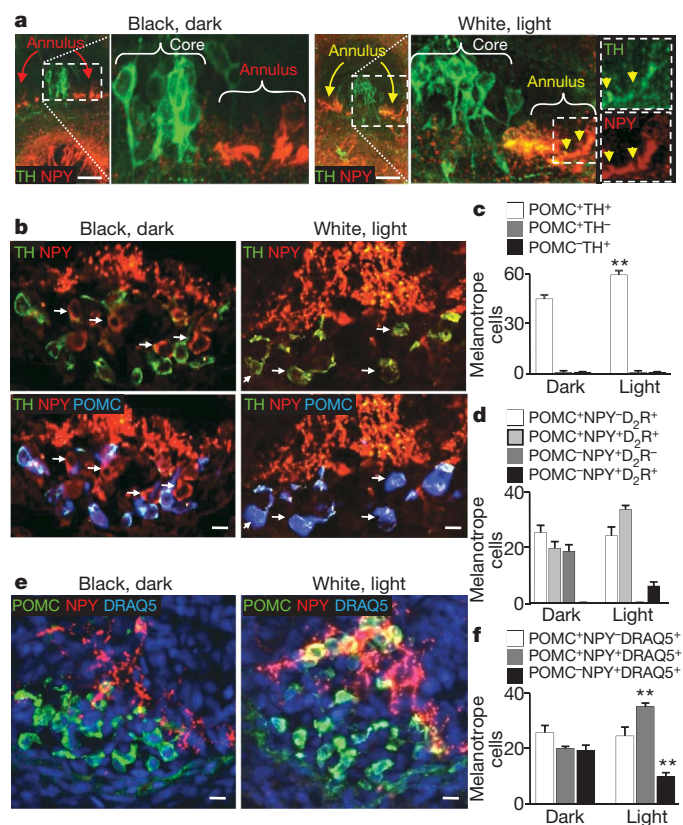 a
Black, dark
White, light
Annulus
Core
Annulus
TH NPY
Annulus
Core
Annulus
TH NPY
TH
NPY
b
Black, dark
White, light
TH NPY
TH NPY
TH NPY POMC
TH NPY POMC
c
POMC⁺TH⁺
POMC⁺TH⁻
POMC⁻TH⁺
Melanotrope
cells
60
30
0
**
Dark
Light
d
POMC⁺NPY⁻D₂R⁺
POMC⁺NPY⁺D₂R⁺
POMC⁻NPY⁺D₂R⁻
POMC⁻NPY⁺D₂R⁺
Melanotrope
cells
40
20
0
Dark
Light
e
Black, dark
White, light
POMC NPY DRAQ5
POMC NPY DRAQ5
f
POMC⁺NPY⁻DRAQ5⁺
POMC⁺NPY⁺DRAQ5⁺
POMC⁻NPY⁺DRAQ5⁺
Melanotrope
cells
40
20
0
**
**
Dark
Light